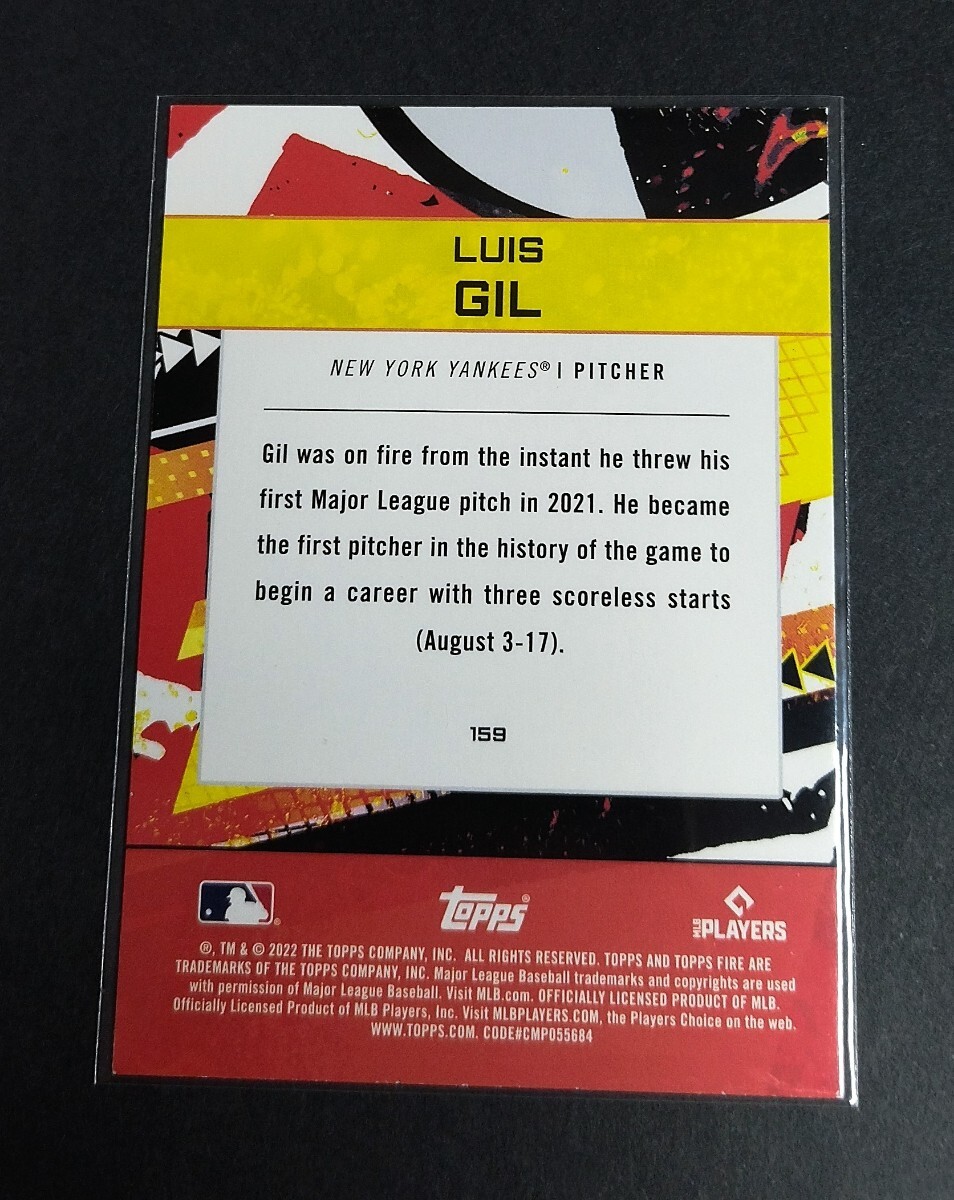 LUIS
GIL
NEW YORK YANKEES® | PITCHER
Gil was on fire from the instant he threw his
first Major League pitch in 2021. He became
the first pitcher in the history of the game to
begin a career with three scoreless starts
(August 3-17).
159
®
TOPPS®
MLB PLAYERS
®, TM & © 2022 THE TOPPS COMPANY, INC. ALL RIGHTS RESERVED. TOPPS AND TOPPS FIRE ARE
TRADEMARKS OF THE TOPPS COMPANY, INC. Major League Baseball trademarks and copyrights are used
with permission of Major League Baseball. Visit MLB.com. OFFICIALLY LICENSED PRODUCT OF MLB.
Officially Licensed Product of MLB Players, Inc. Visit MLBPLAYERS.COM, the Players Choice on the web.
WWW.TOPPS.COM. CODE#CMP055684